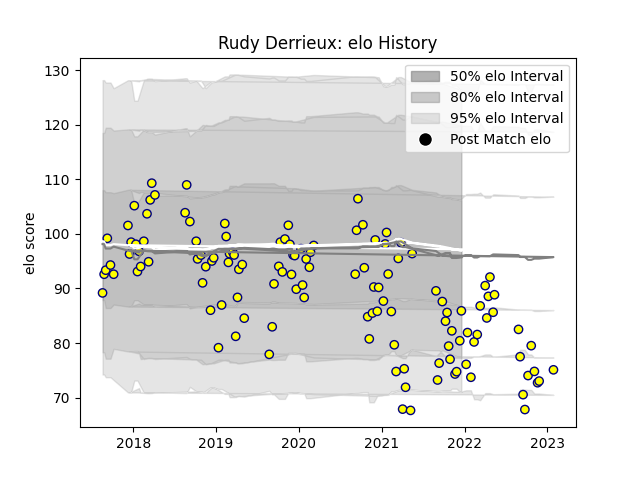 Rudy Derrieux: elo History
130
120
110
100
90
80
70
elo score
50% elo Interval
80% elo Interval
95% elo Interval
Post Match elo
2018
2019
2020
2021
2022
2023